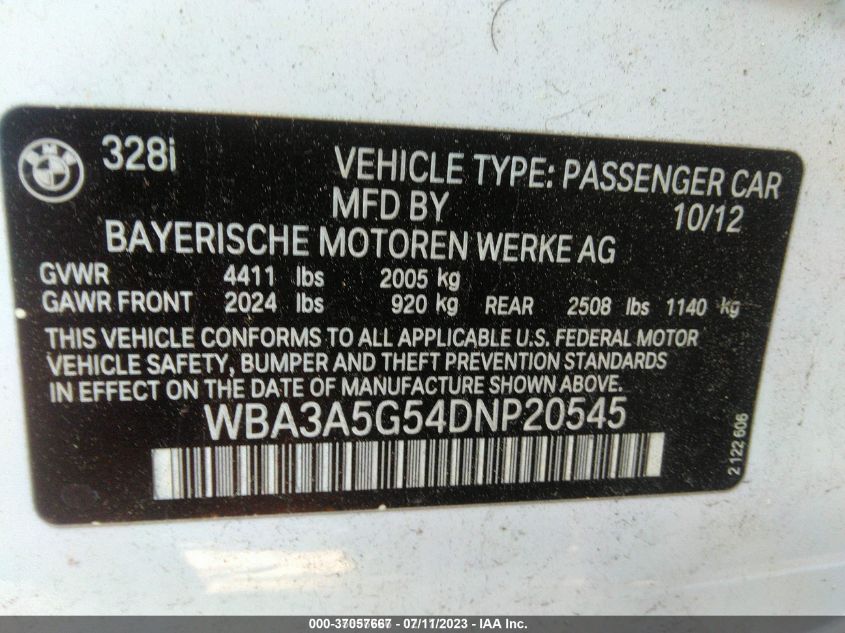 328i VEHICLE TYPE: PASSENGER CAR
MFD BY 10/12
BAYERISCHE MOTOREN WERKE AG
GVWR 4411 lbs 2005 kg
GAWR FRONT 2024 lbs 920 kg REAR 2508 lbs 1140 kg
THIS VEHICLE CONFORMS TO ALL APPLICABLE U.S. FEDERAL MOTOR
VEHICLE SAFETY, BUMPER AND THEFT PREVENTION STANDARDS
IN EFFECT ON THE DATE OF MANUFACTURE SHOWN ABOVE.
WBA3A5G54DNP20545
2 122 606
000-37057667 - 07/11/2023 - IAA Inc.